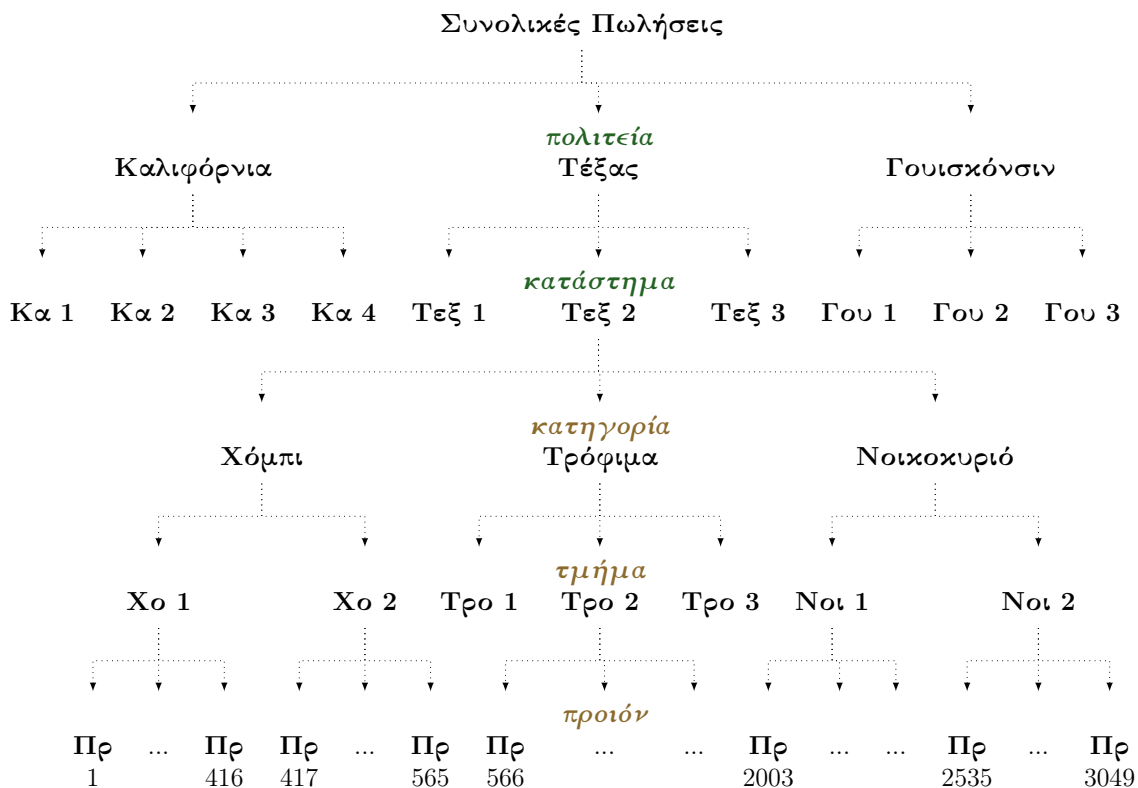 Συνολικές Πωλήσεις
πολιτεία
Καλιφόρνια Τέξας Γουισκόνσιν
κατάστημα
Κα 1 Κα 2 Κα 3 Κα 4 Τεξ 1 Τεξ 2 Τεξ 3 Γου 1 Γου 2 Γου 3
κατηγορία
Χόμπι Τρόφιμα Νοικοκυριό
τμήμα
Χο 1 Χο 2 Τρο 1 Τρο 2 Τρο 3 Νοι 1 Νοι 2
προιόν
Πρ ... Πρ Πρ ... Πρ Πρ ... ... Πρ ... ... Πρ ... Πρ
1 416 417 565 566 2003 2535 3049